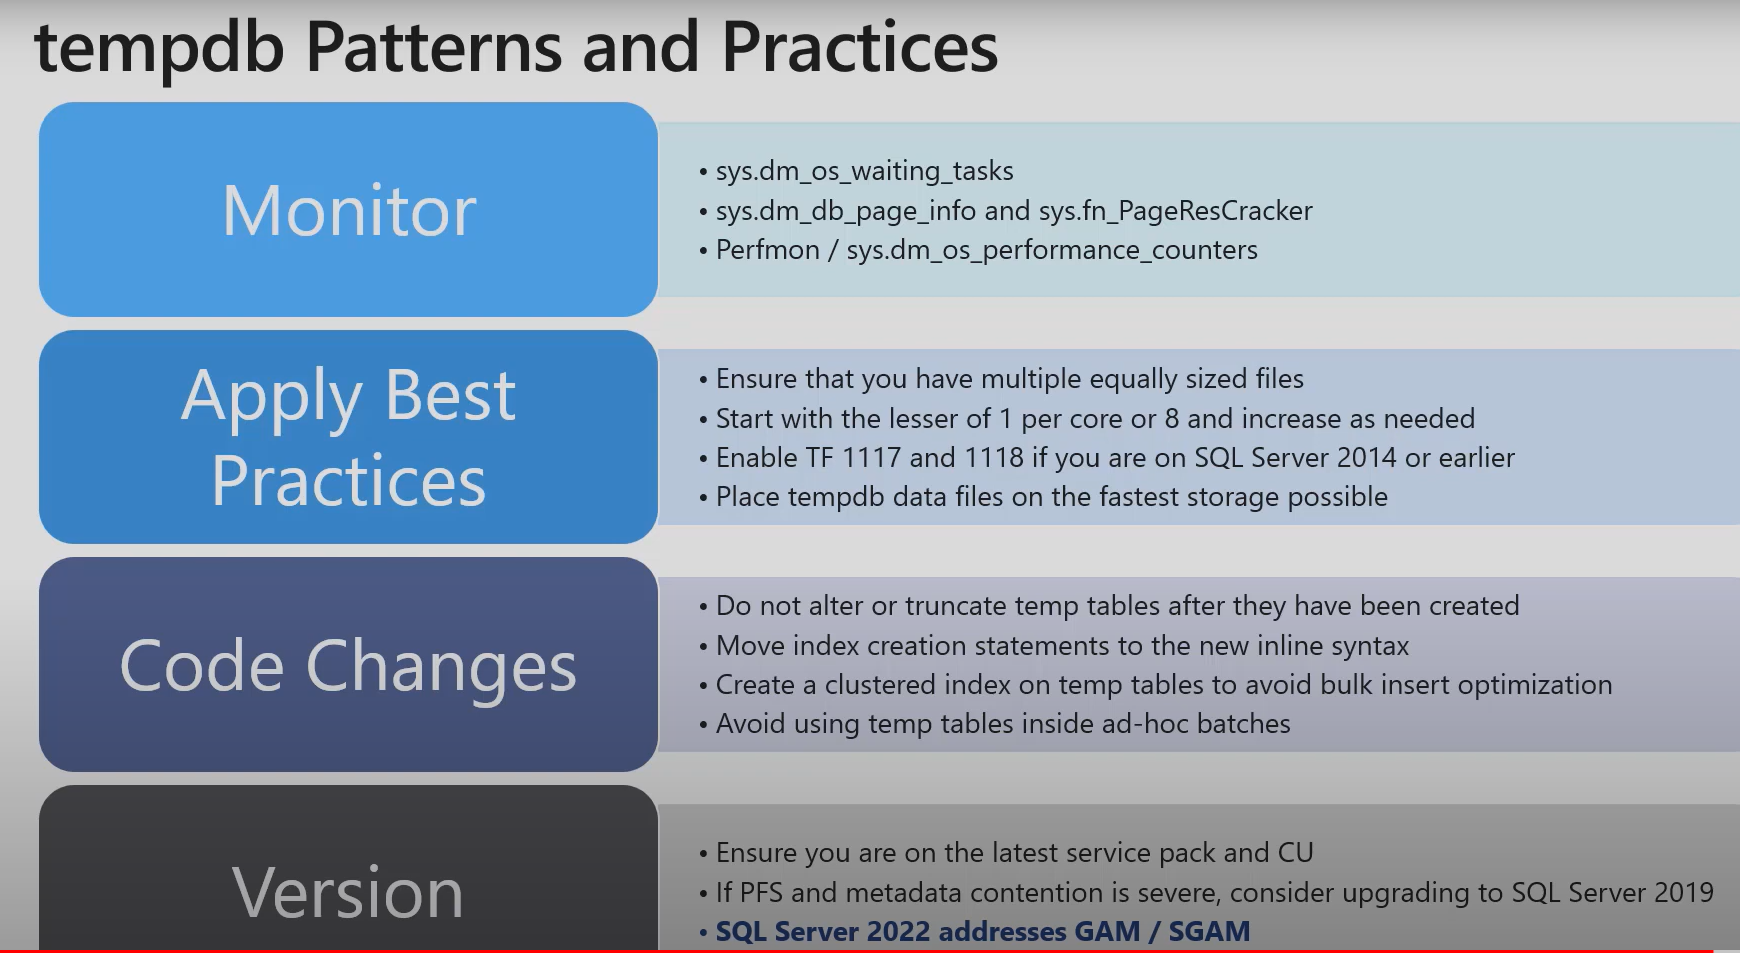 tempdb Patterns and Practices
Monitor
• sys.dm_os_waiting_tasks
• sys.dm_db_page_info and sys.fn_PageResCracker
• Perfmon / sys.dm_os_performance_counters
Apply Best
Practices
• Ensure that you have multiple equally sized files
• Start with the lesser of 1 per core or 8 and increase as needed
• Enable TF 1117 and 1118 if you are on SQL Server 2014 or earlier
• Place tempdb data files on the fastest storage possible
Code Changes
• Do not alter or truncate temp tables after they have been created
• Move index creation statements to the new inline syntax
• Create a clustered index on temp tables to avoid bulk insert optimization
• Avoid using temp tables inside ad-hoc batches
Version
• Ensure you are on the latest service pack and CU
• If PFS and metadata contention is severe, consider upgrading to SQL Server 2019
• SQL Server 2022 addresses GAM / SGAM